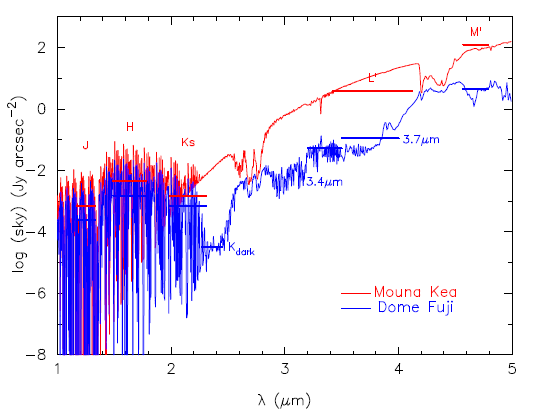 M'
2
L'
0
H
J
Ks
3.7μm
3.4μm
-2
-4
K dark
-6
Mouna Kea
Dome Fuji
-8
1 2 3 4 5
λ (μm)
log (sky) (Jy arcsec⁻²)